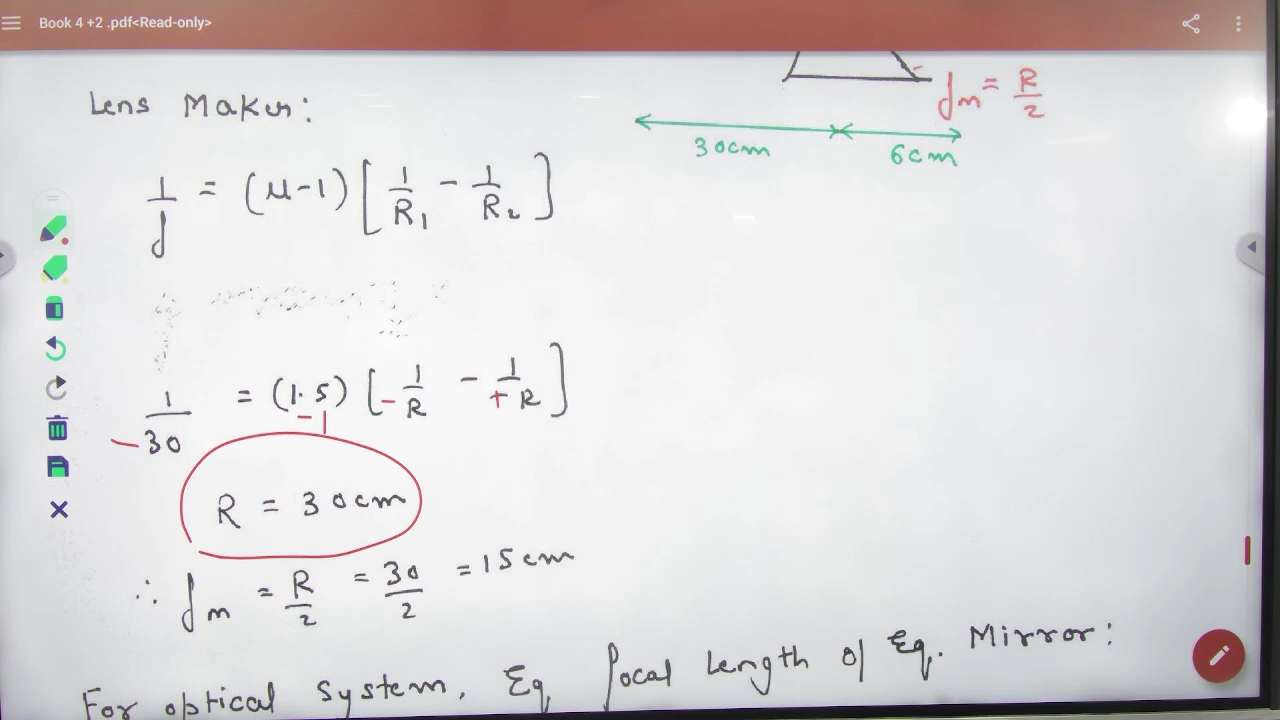 Book 4 +2 .pdf<Read-only>
fm = R/2
30cm 6cm
Lens Maker:
1/f = (μ-1) [1/R₁ - 1/R₂]
1/-30 = (1.5 - 1) [-1/R - 1/+R]
R = 30cm
∴ fm = R/2 = 30/2 = 15cm
For optical system, Eq focal Length of Eq. Mirror: